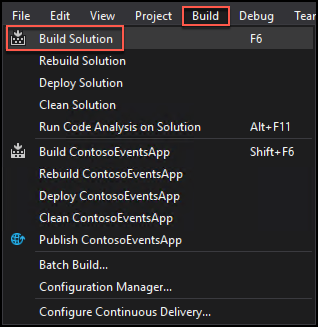 File Edit View Project Build Debug
Build Solution F6
Rebuild Solution
Deploy Solution
Clean Solution
Run Code Analysis on Solution Alt+F11
Build ContosoEventsApp Shift+F6
Rebuild ContosoEventsApp
Deploy ContosoEventsApp
Clean ContosoEventsApp
Publish ContosoEventsApp
Batch Build...
Configuration Manager...
Configure Continuous Delivery...